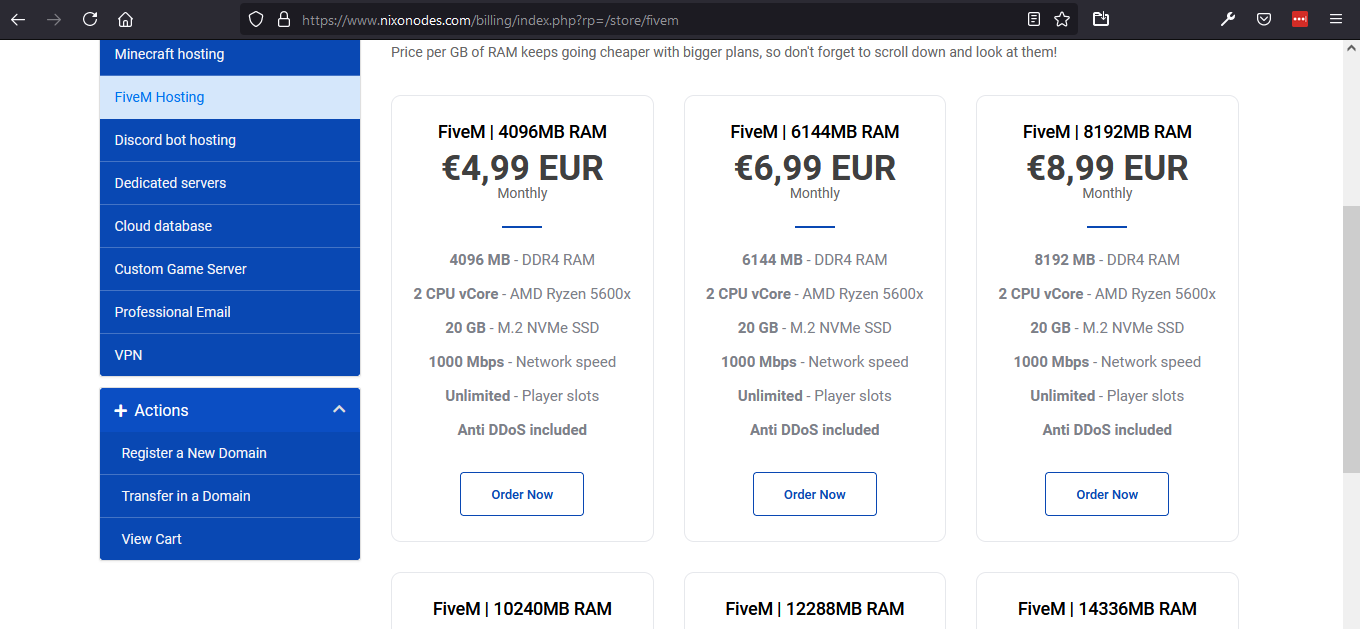 https://www.nixonodes.com/billing/index.php?rp=/store/fivem
Minecraft hosting
FiveM Hosting
Discord bot hosting
Dedicated servers
Cloud database
Custom Game Server
Professional Email
VPN
Actions
Register a New Domain
Transfer in a Domain
View Cart
Price per GB of RAM keeps going cheaper with bigger plans, so don't forget to scroll down and look at them!
FiveM | 4096MB RAM
€4,99 EUR
Monthly
4096 MB - DDR4 RAM
2 CPU vCore - AMD Ryzen 5600x
20 GB - M.2 NVMe SSD
1000 Mbps - Network speed
Unlimited - Player slots
Anti DDoS included
Order Now
FiveM | 6144MB RAM
€6,99 EUR
Monthly
6144 MB - DDR4 RAM
2 CPU vCore - AMD Ryzen 5600x
20 GB - M.2 NVMe SSD
1000 Mbps - Network speed
Unlimited - Player slots
Anti DDoS included
Order Now
FiveM | 8192MB RAM
€8,99 EUR
Monthly
8192 MB - DDR4 RAM
2 CPU vCore - AMD Ryzen 5600x
20 GB - M.2 NVMe SSD
1000 Mbps - Network speed
Unlimited - Player slots
Anti DDoS included
Order Now
FiveM | 10240MB RAM
FiveM | 12288MB RAM
FiveM | 14336MB RAM